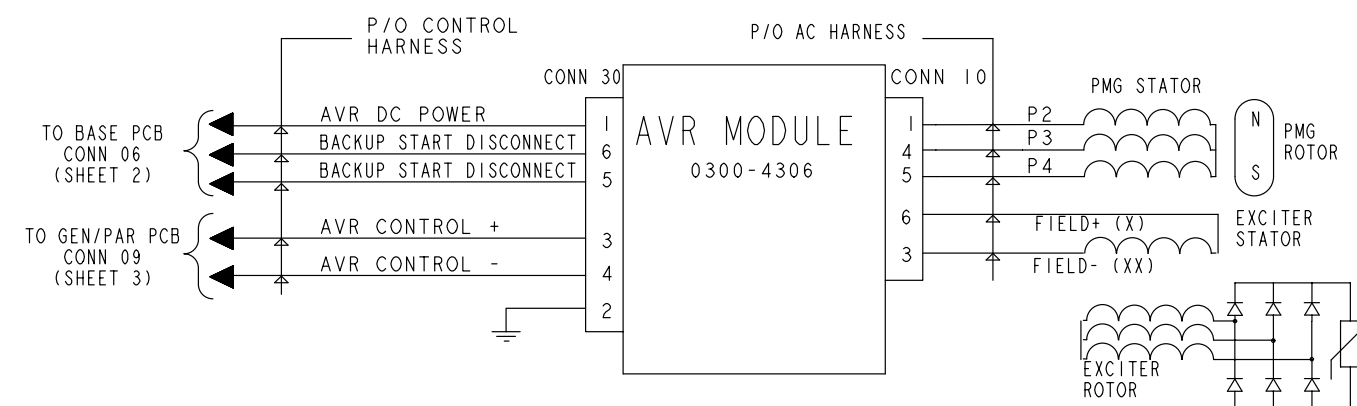 P/O CONTROL
HARNESS
P/O AC HARNESS
CONN 30
CONN 10
TO BASE PCB
CONN 06
(SHEET 2)
AVR DC POWER
BACKUP START DISCONNECT
BACKUP START DISCONNECT
1
6
5
TO GEN/PAR PCB
CONN 09
(SHEET 3)
AVR CONTROL +
AVR CONTROL -
3
4
2
AVR MODULE
0300-4306
1
4
5
6
3
PMG STATOR
P2
P3
P4
N
S
PMG
ROTOR
FIELD+ (X)
FIELD- (XX)
EXCITER
STATOR
EXCITER
ROTOR